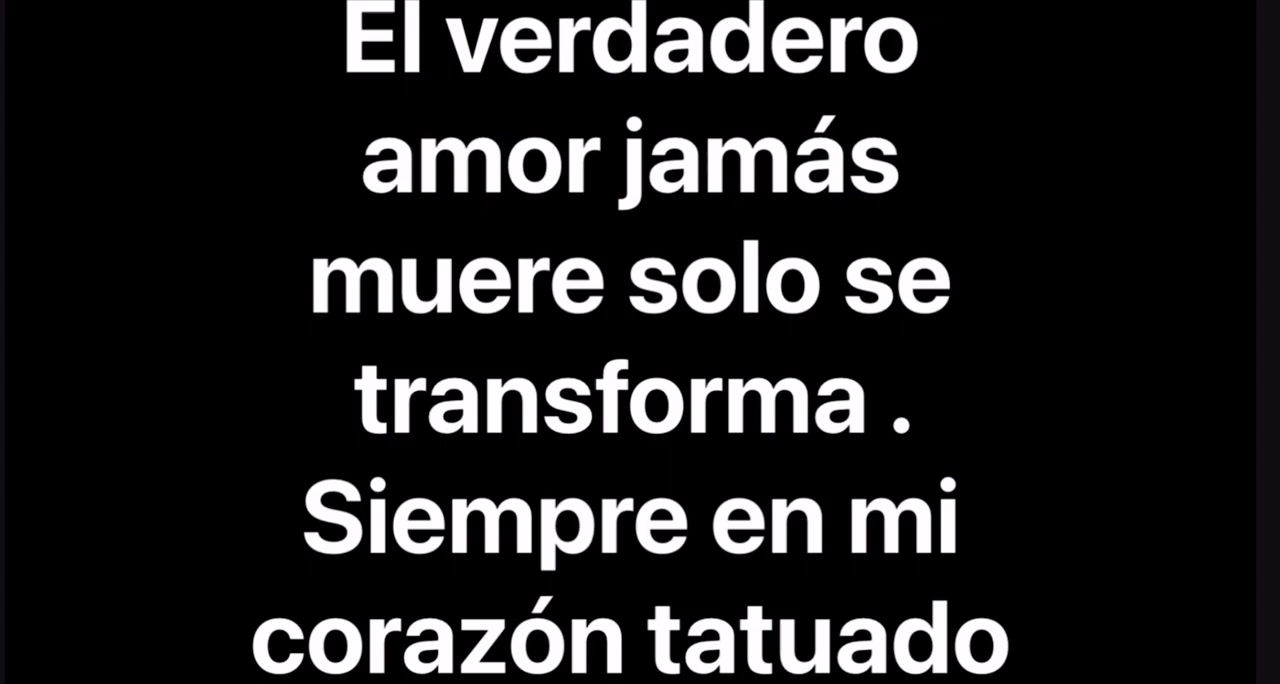 El verdadero
amor jamás
muere solo se
transforma .
Siempre en mi
corazón tatuado